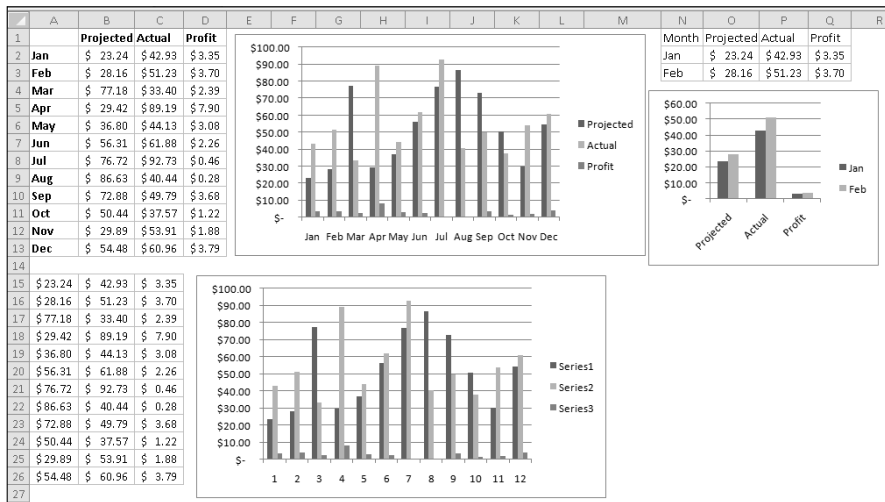 A B C D E F G H I J K L M N O P Q R
1 Projected Actual Profit Month Projected Actual Profit
2 Jan $ 23.24 $42.93 $3.35 Jan $ 23.24 $42.93 $3.35
3 Feb $ 28.16 $51.23 $3.70 Feb $ 28.16 $51.23 $3.70
4 Mar $ 77.18 $33.40 $2.39
5 Apr $ 29.42 $89.19 $7.90
6 May $ 36.80 $44.13 $3.08
7 Jun $ 56.31 $61.88 $2.26
8 Jul $ 76.72 $92.73 $0.46
9 Aug $ 86.63 $40.44 $0.28
10 Sep $ 72.88 $49.79 $3.68
11 Oct $ 50.44 $37.57 $1.22
12 Nov $ 29.89 $53.91 $1.88
13 Dec $ 54.48 $60.96 $3.79
14
$100.00
$90.00
$80.00
$70.00
$60.00
$50.00
$40.00
$30.00
$20.00
$10.00
$-
Jan Feb Mar Apr May Jun Jul Aug Sep Oct Nov Dec
Projected
Actual
Profit
$60.00
$50.00
$40.00
$30.00
$20.00
$10.00
$-
Projected Actual Profit
Jan
Feb
15 $23.24 $ 42.93 $ 3.35
16 $28.16 $ 51.23 $ 3.70
17 $77.18 $ 33.40 $ 2.39
18 $29.42 $ 89.19 $ 7.90
19 $36.80 $ 44.13 $ 3.08
20 $56.31 $ 61.88 $ 2.26
21 $76.72 $ 92.73 $ 0.46
22 $86.63 $ 40.44 $ 0.28
23 $72.88 $ 49.79 $ 3.68
24 $50.44 $ 37.57 $ 1.22
25 $29.89 $ 53.91 $ 1.88
26 $54.48 $ 60.96 $ 3.79
27
$100.00
$90.00
$80.00
$70.00
$60.00
$50.00
$40.00
$30.00
$20.00
$10.00
$-
1 2 3 4 5 6 7 8 9 10 11 12
Series1
Series2
Series3